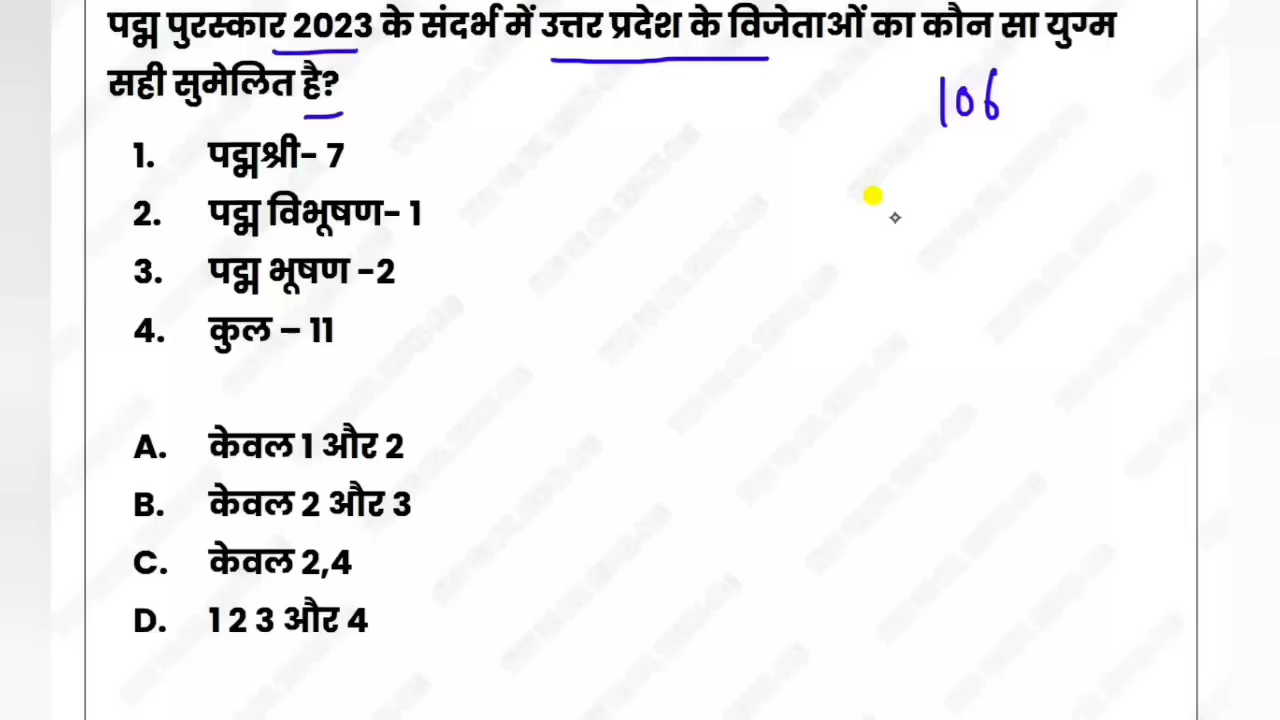 पद्म पुरस्कार 2023 के संदर्भ में उत्तर प्रदेश के विजेताओं का कौन सा युग्म
सही सुमेलित है?
106
1. पद्मश्री- 7
2. पद्म विभूषण- 1
3. पद्म भूषण -2
4. कुल – 11
A. केवल 1 और 2
B. केवल 2 और 3
C. केवल 2,4
D. 1 2 3 और 4